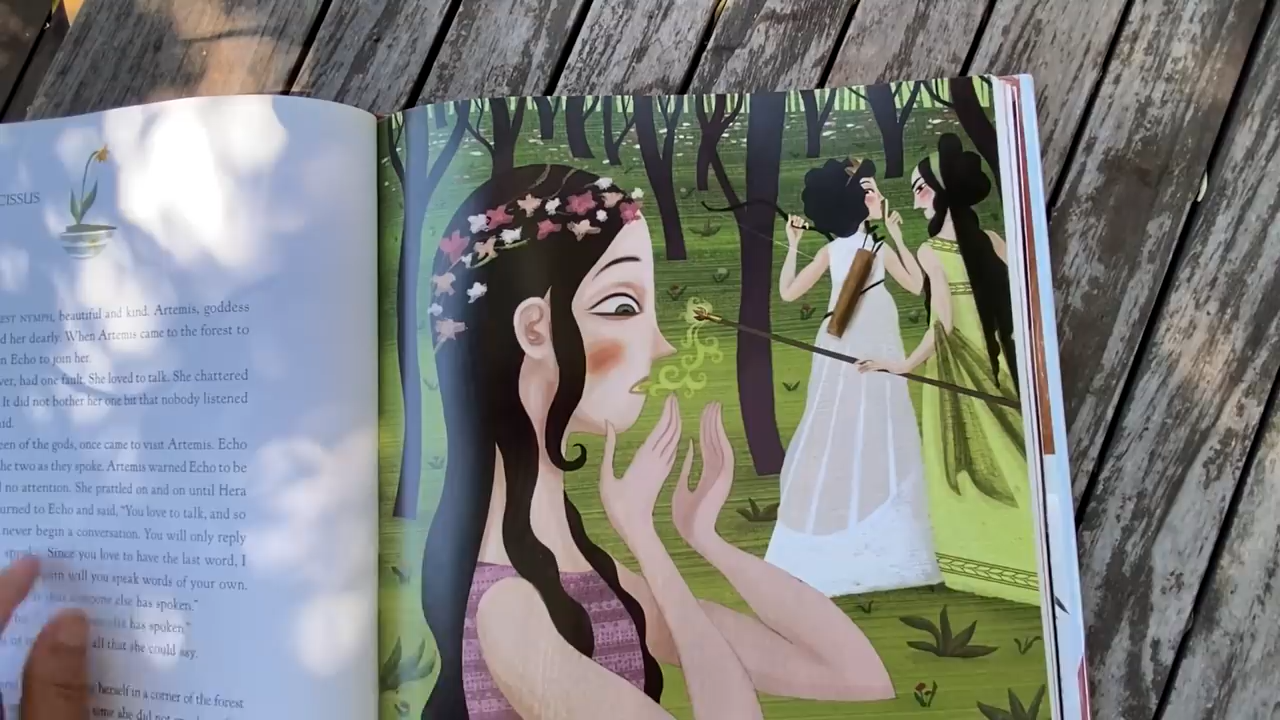 CISSUS
EST NYMPH, beautiful and kind. Artemis, goddess
d her dearly. When Artemis came to the forest to
n Echo to join her.
ver, had one fault. She loved to talk. She chattered
It did not bother her one bit that nobody listened
aid.
een of the gods, once came to visit Artemis. Echo
he two as they spoke. Artemis warned Echo to be
no attention. She prattled on and on until Hera
urned to Echo and said, “You love to talk, and so
never begin a conversation. You will only reply
Since you love to have the last word, I
will you speak words of your own.
else has spoken.”
has spoken.”
all that she could say.
herself in a corner of the forest
she did not